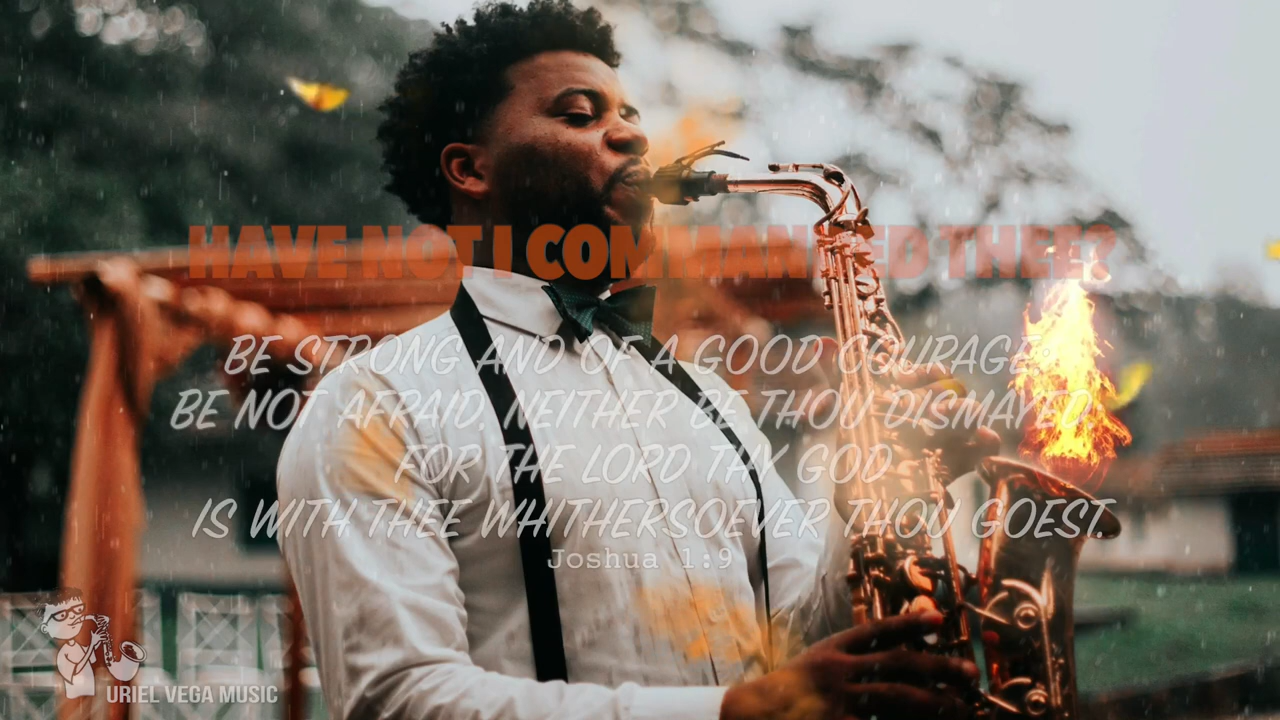 HAVE NOT I COMMANDED THEE?
BE STRONG AND OF A GOOD COURAGE;
BE NOT AFRAID, NEITHER BE THOU DISMAYED:
FOR THE LORD THY GOD
IS WITH THEE WHITHERSOEVER THOU GOEST.
Joshua 1:9
URIEL VEGA MUSIC